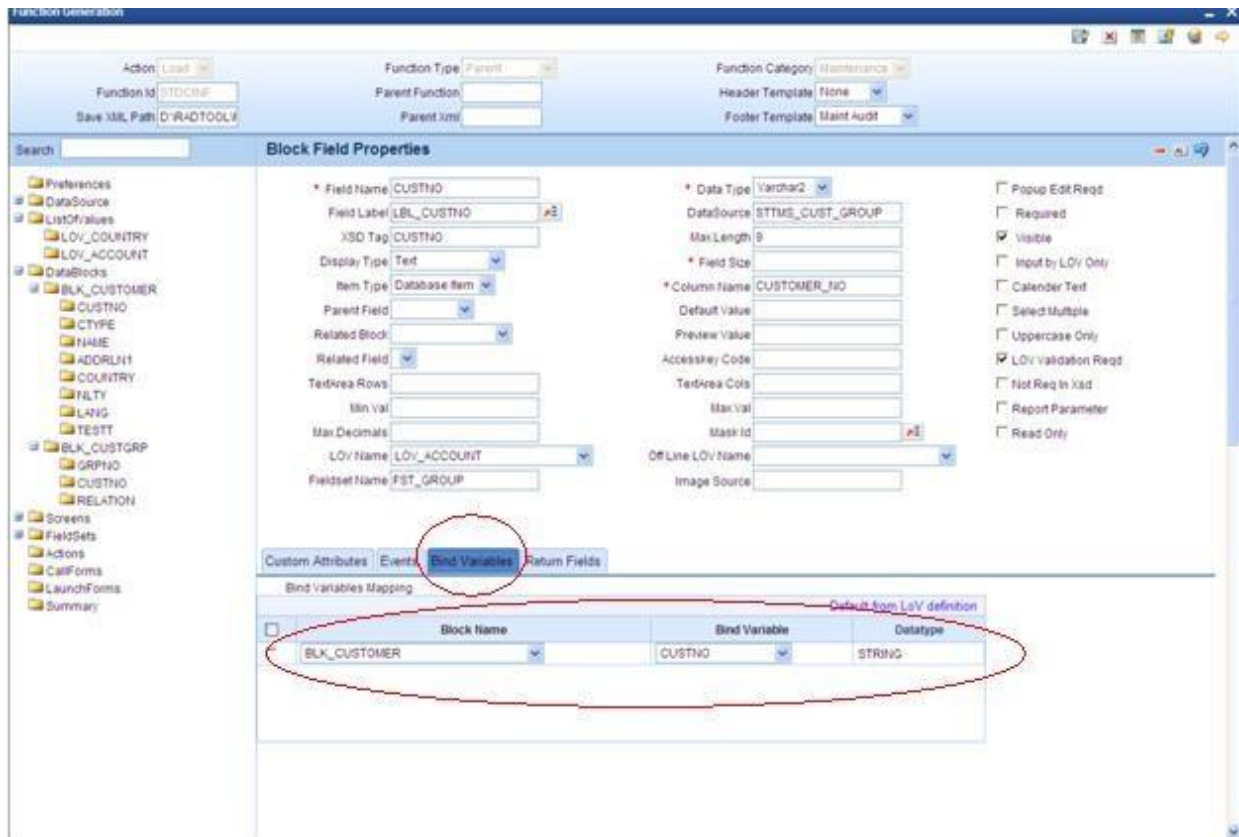 Function Generation
Action Load Function Type Parent Function Category Maintenance
Function Id STDCINF Parent Function Header Template None
Save XML Path D:\RADTOOL\ Parent Xml Footer Template Maint Audit
Search Block Field Properties
Preferences * Field Name CUSTNO * Data Type Varchar2 Popup Edit Reqd
DataSource Field Label LBL_CUSTNO DataSource STTMS_CUST_GROUP Required
ListOfValues XSD Tag CUSTNO Max Length 9 Visible
LOV_COUNTRY Display Type Text * Field Size Input by LOV Only
LOV_ACCOUNT Item Type Database Item * Column Name CUSTOMER_NO Calender Text
DataBlocks Parent Field Default Value Select Multiple
BLK_CUSTOMER Related Block Preview Value Uppercase Only
CUSTNO Related Field Accesskey Code LOV Validation Reqd
CTYPE TextArea Rows TextArea Cols Not Req In Xsd
NAME Min Val Max Val Report Parameter
ADDRLN1 Max Decimals Mask Id Read Only
COUNTRY LOV Name LOV_ACCOUNT Off Line LOV Name
NLTY Fieldset Name FST_GROUP Image Source
LANG
TESTT
BLK_CUSTGRP
GRPNO
CUSTNO
RELATION
Screens
FieldSets
Actions
CallForms
LaunchForms
Summary
Custom Attributes Events Bind Variables Return Fields
Bind Variables Mapping
Default from LoV definition
Block Name Bind Variable Datatype
BLK_CUSTOMER CUSTNO STRING